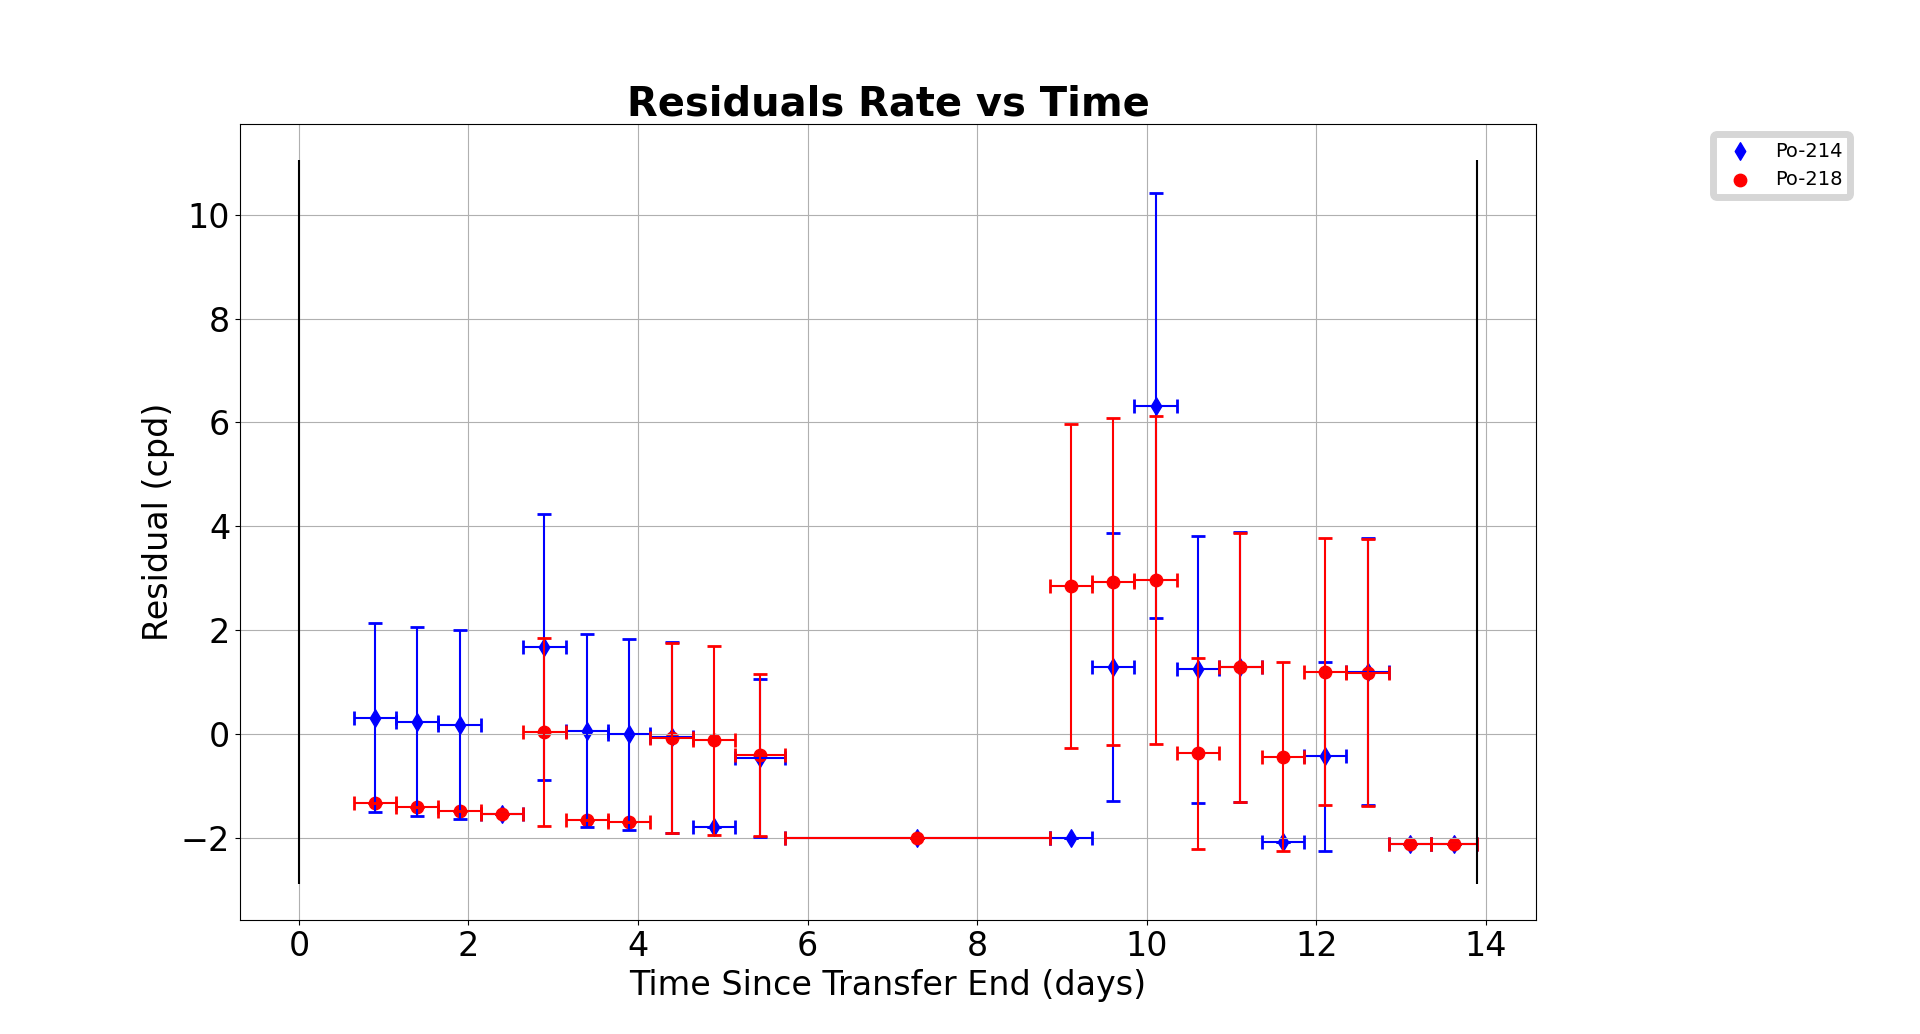 Residuals Rate vs Time
Po-214
Po-218
Residual (cpd)
10
8
6
4
2
0
−2
0 2 4 6 8 10 12 14
Time Since Transfer End (days)